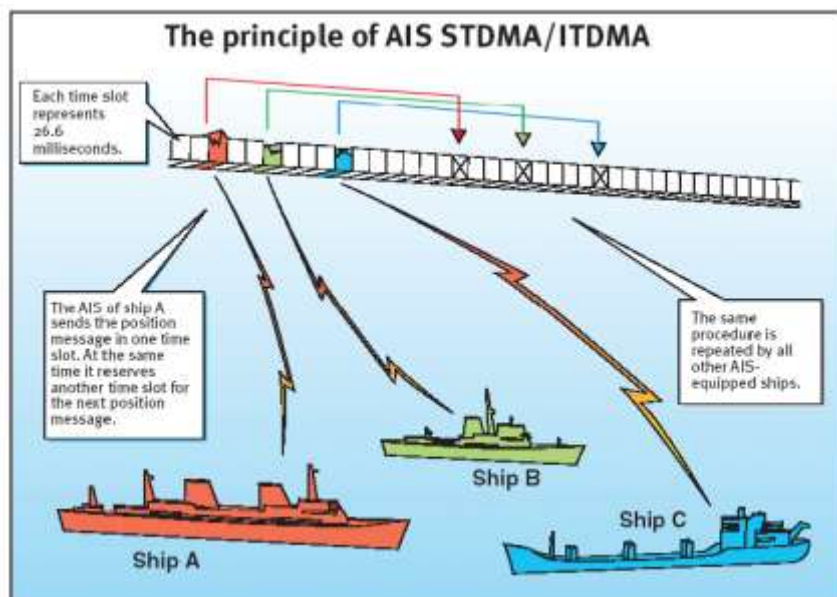 The principle of AIS STDMA/ITDMA
Each time slot
represents
26.6
milliseconds.
The AIS of ship A
sends the position
message in one time
slot. At the same
time it reserves
another time slot for
the next position
message.
The same
procedure is
repeated by all
other AIS-
equipped ships.
Ship B
Ship C
Ship A